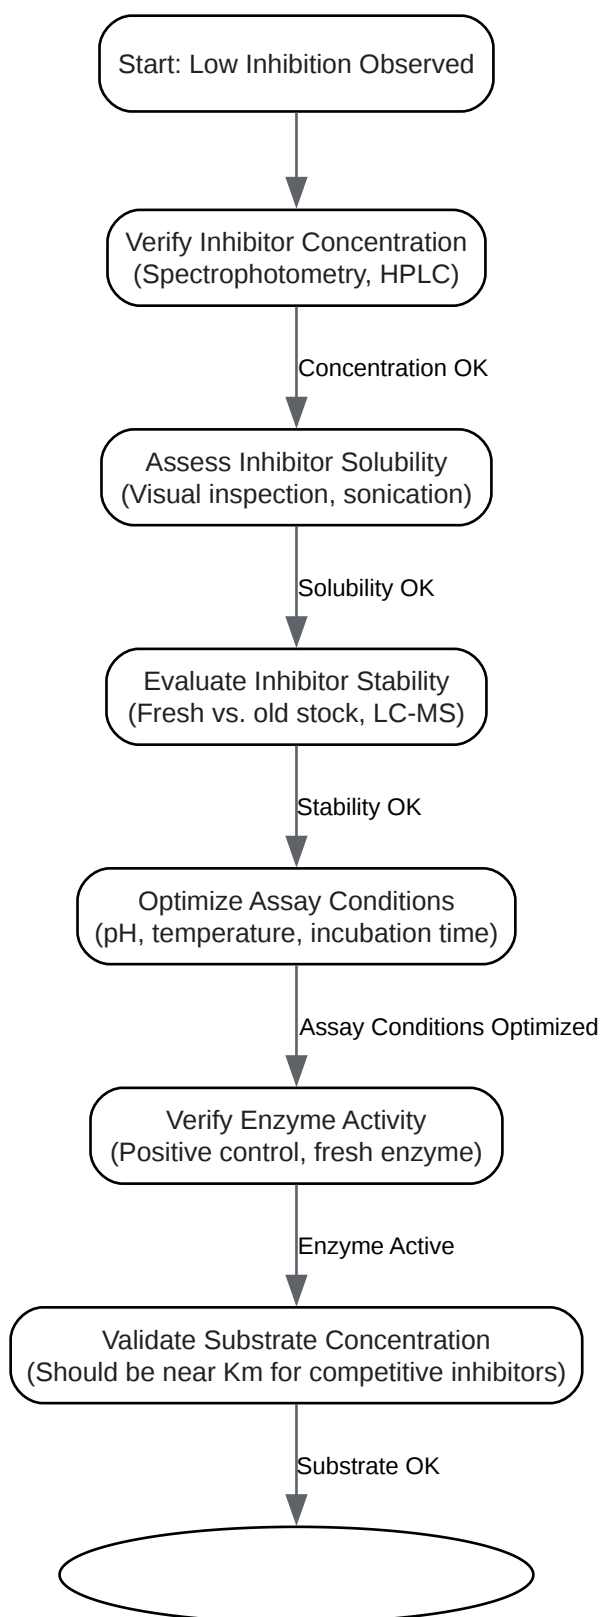 Start: Low Inhibition Observed
Verify Inhibitor Concentration
(Spectrophotometry, HPLC)
Concentration OK
Assess Inhibitor Solubility
(Visual inspection, sonication)
Solubility OK
Evaluate Inhibitor Stability
(Fresh vs. old stock, LC-MS)
Stability OK
Optimize Assay Conditions
(pH, temperature, incubation time)
Assay Conditions Optimized
Verify Enzyme Activity
(Positive control, fresh enzyme)
Enzyme Active
Validate Substrate Concentration
(Should be near Km for competitive inhibitors)
Substrate OK